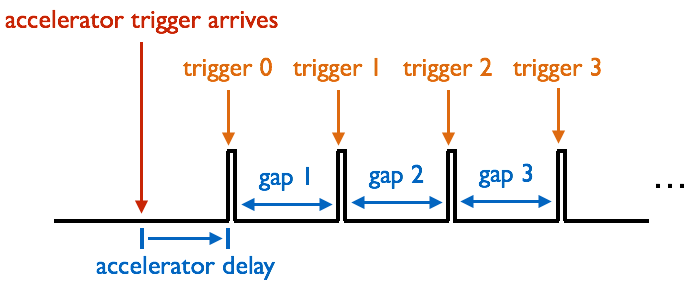 accelerator trigger arrives
trigger 0 trigger 1 trigger 2 trigger 3
gap 1 gap 2 gap 3
...
accelerator delay